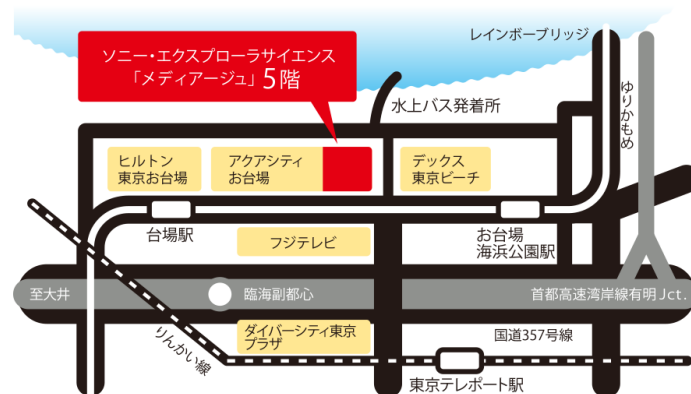 レインボーブリッジ
ソニー・エクスプローラサイエンス
「メディアージュ」5階
水上バス発着所
ゆりかもめ
ヒルトン
東京お台場
アクアシティ
お台場
デックス
東京ビーチ
台場駅
フジテレビ
お台場
海浜公園駅
至大井
臨海副都心
首都高速湾岸線有明Jct.
りんかい線
ダイバーシティ東京
プラザ
国道357号線
東京テレポート駅